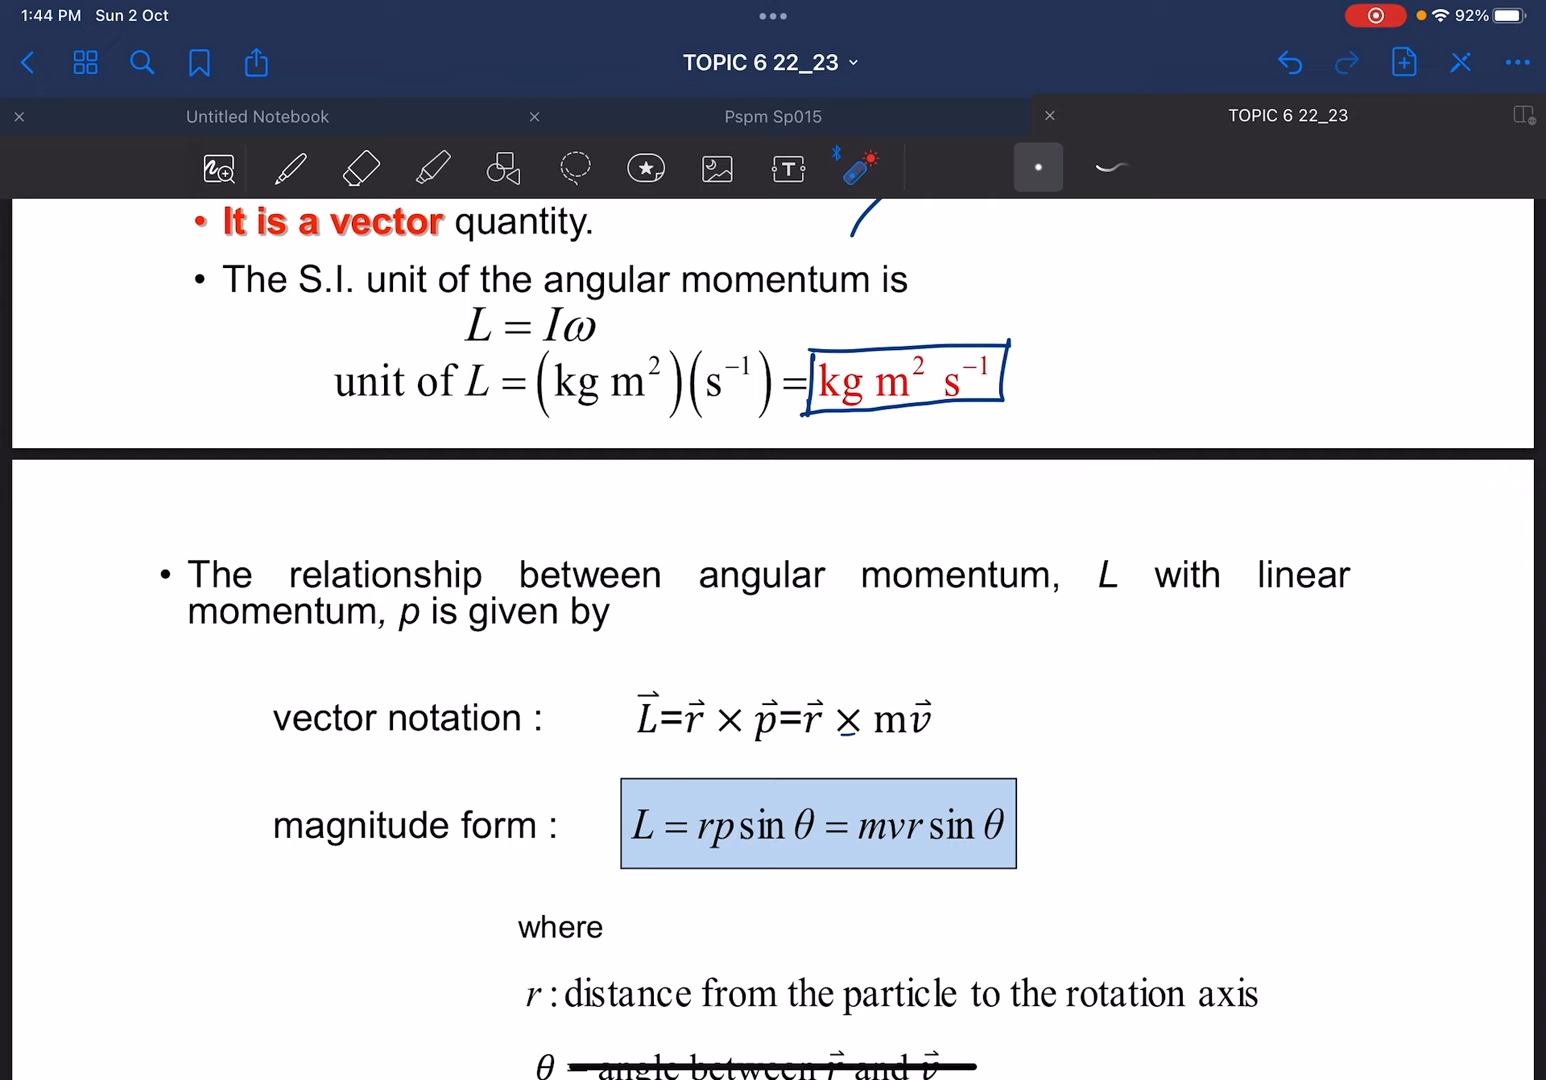 1:44 PM Sun 2 Oct
92%
TOPIC 6 22_23
Untitled Notebook
Pspm Sp015
TOPIC 6 22_23
• It is a vector quantity.
• The S.I. unit of the angular momentum is
L = Iω
unit of L = (kg m²)(s⁻¹) = kg m² s⁻¹
• The relationship between angular momentum, L with linear
momentum, p is given by
vector notation : L⃗=r⃗ × p⃗=r⃗ × mv⃗
magnitude form : L = rp sin θ = mvr sin θ
where
r : distance from the particle to the rotation axis
θ = angle between r⃗ and v⃗